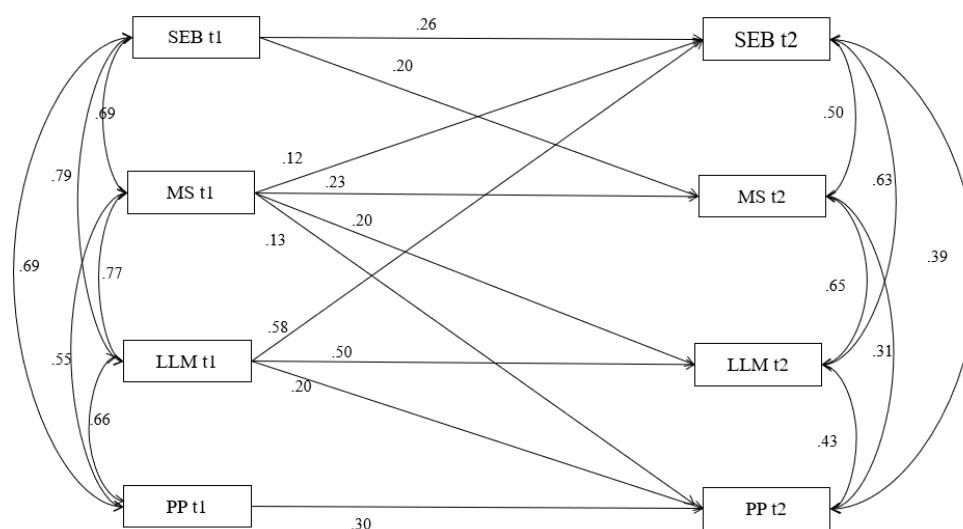 SEB t1
.26
SEB t2
.20
.69
.50
.79
.12
MS t1
.23
MS t2
.63
.20
.13
.69
.77
.65
.39
.58
.55
LLM t1
.50
LLM t2
.31
.20
.66
.43
PP t1
PP t2
.30